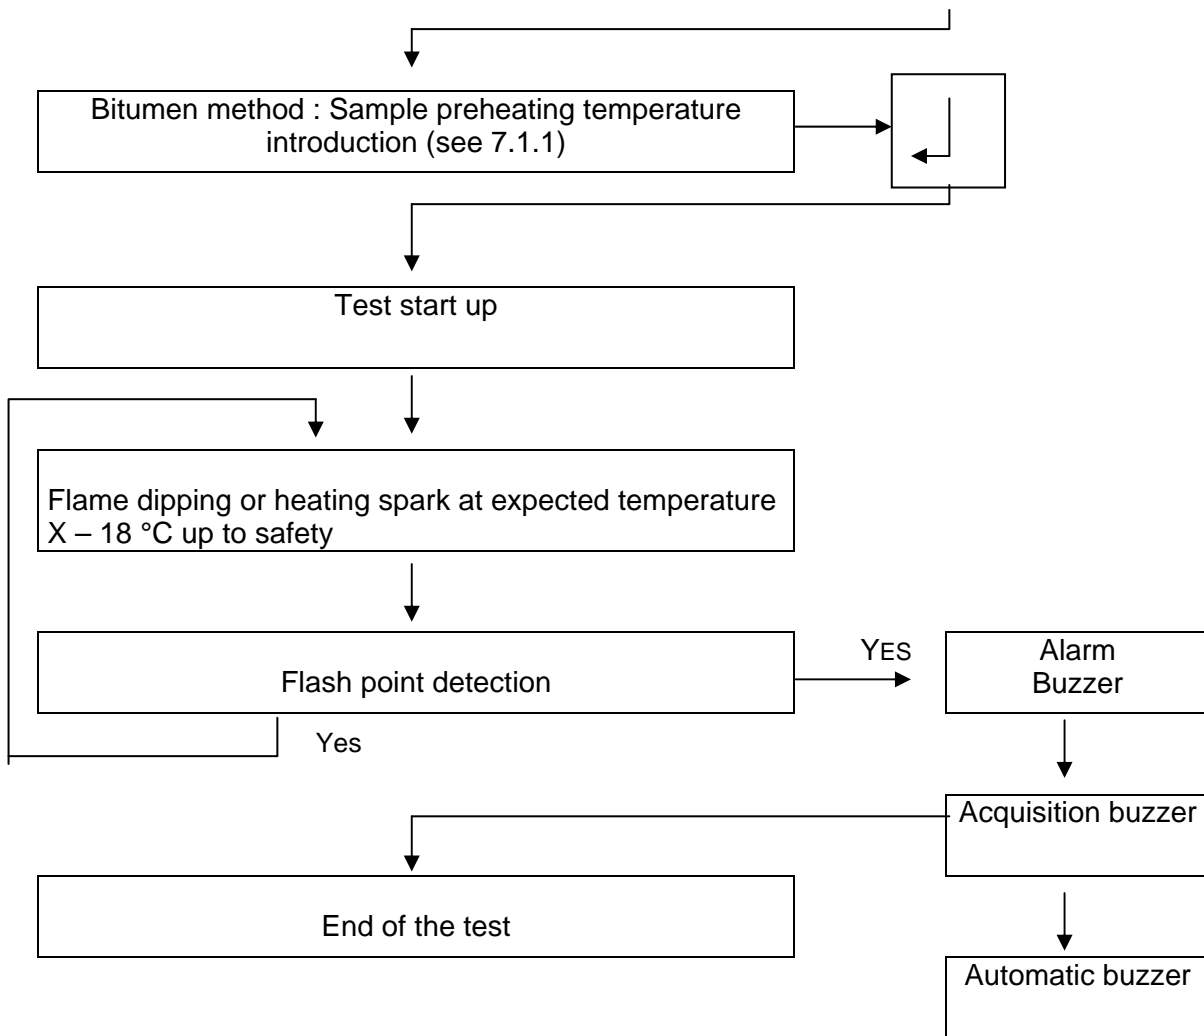 Bitumen method : Sample preheating temperature
introduction (see 7.1.1)
Test start up
Flame dipping or heating spark at expected temperature
X – 18 °C up to safety
Flash point detection
YES
Alarm
Buzzer
Yes
Acquisition buzzer
End of the test
Automatic buzzer